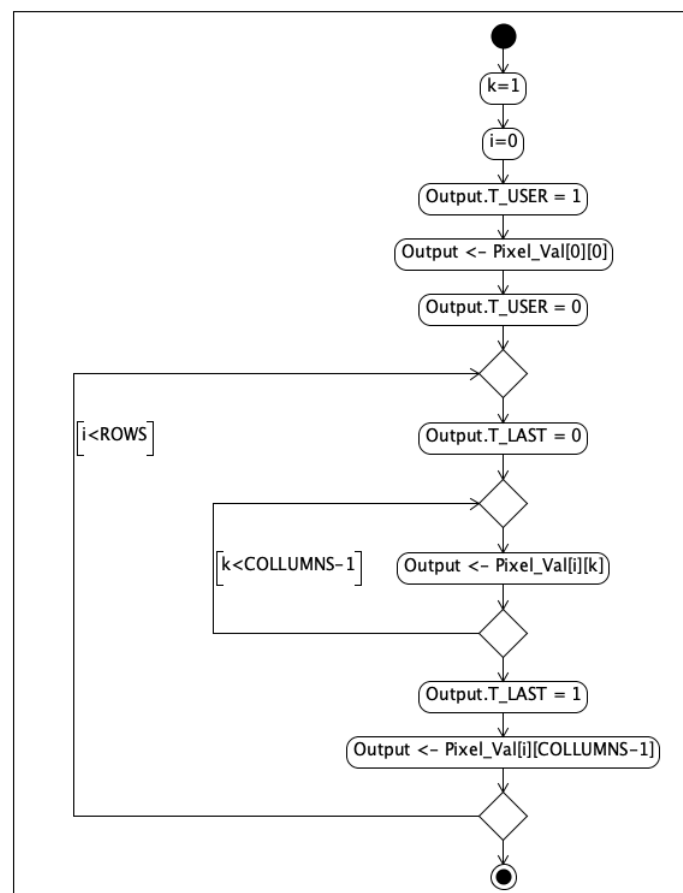 k=1
i=0
Output.T_USER = 1
Output <- Pixel_Val[0][0]
Output.T_USER = 0
[i<ROWS]
Output.T_LAST = 0
[k<COLLUMNS-1]
Output <- Pixel_Val[i][k]
Output.T_LAST = 1
Output <- Pixel_Val[i][COLLUMNS-1]